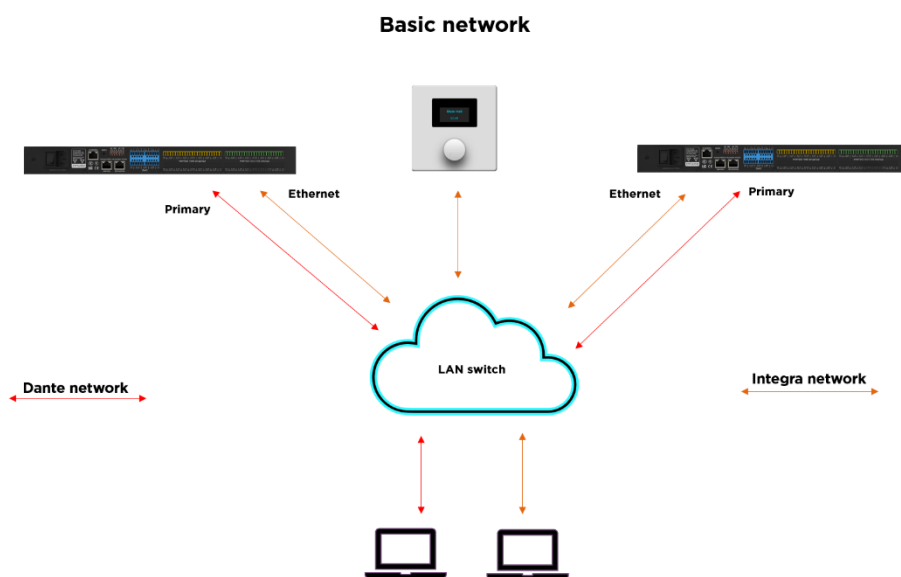 Basic network
Ethernet
Primary
Ethernet
Primary
LAN switch
Dante network
Integra network